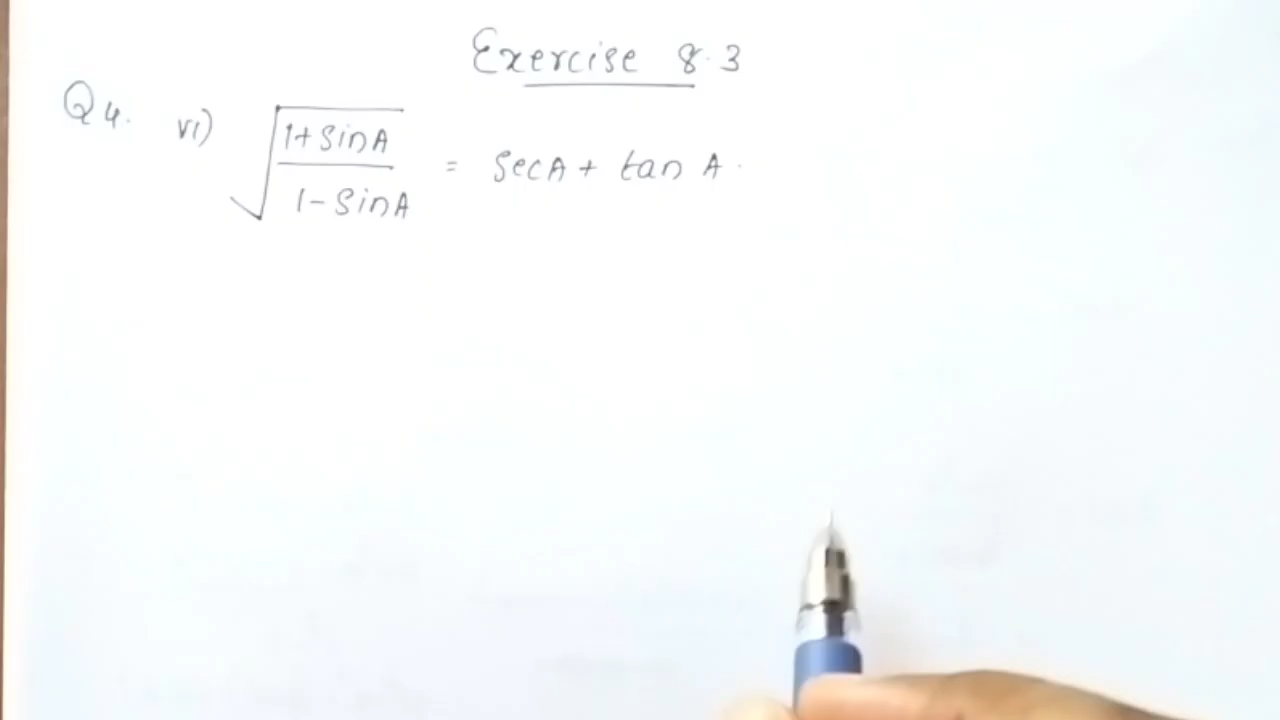 Exercise 8.3
Q4. vi) √(1+sinA / 1-sinA) = secA + tan A.